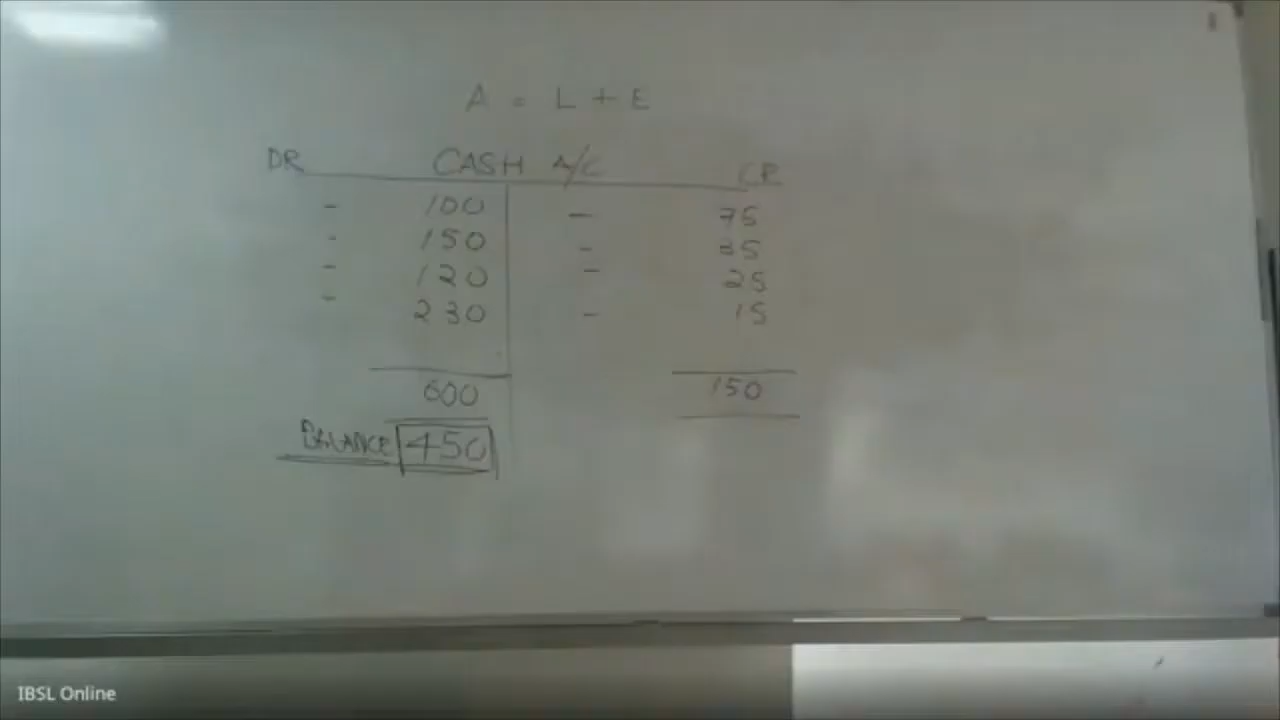 A = L + E
DR CASH A/C CR
- 100 - 75
- 150 - 35
- 120 - 25
- 230 - 15
600 150
BALANCE 450
IBSL Online